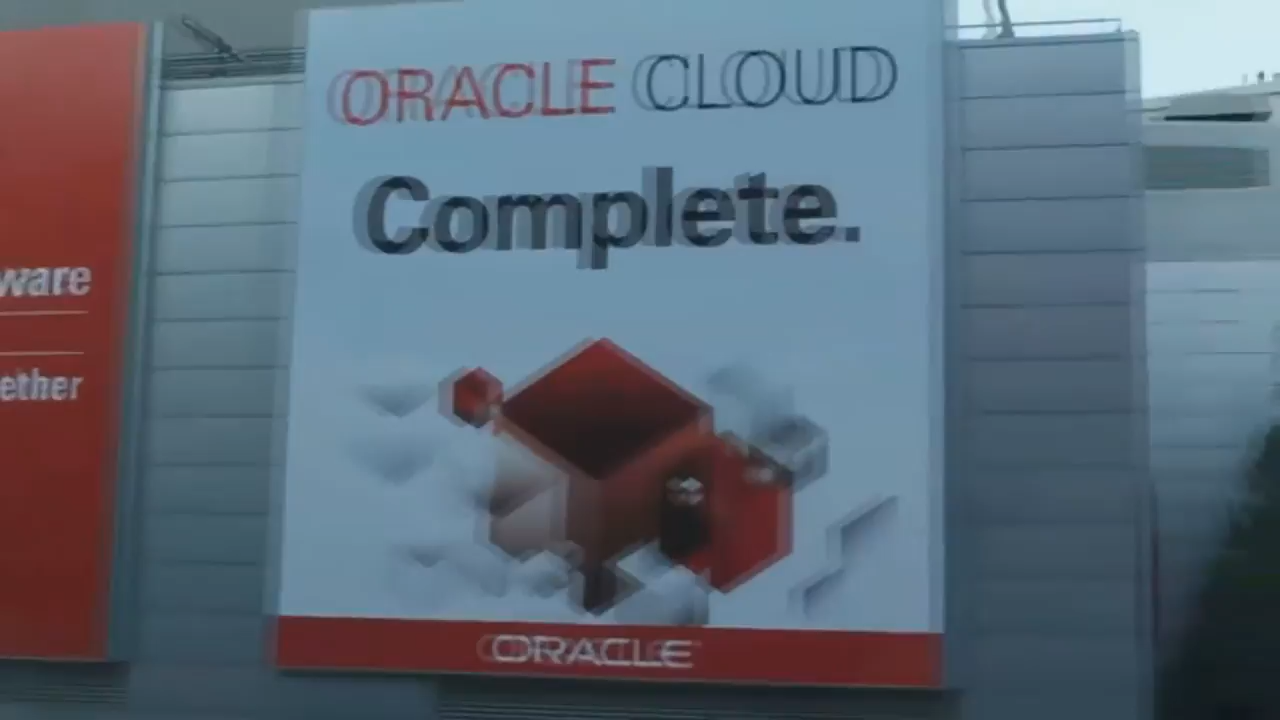 ware
ether
ORACLE CLOUD
Complete.
ORACLE